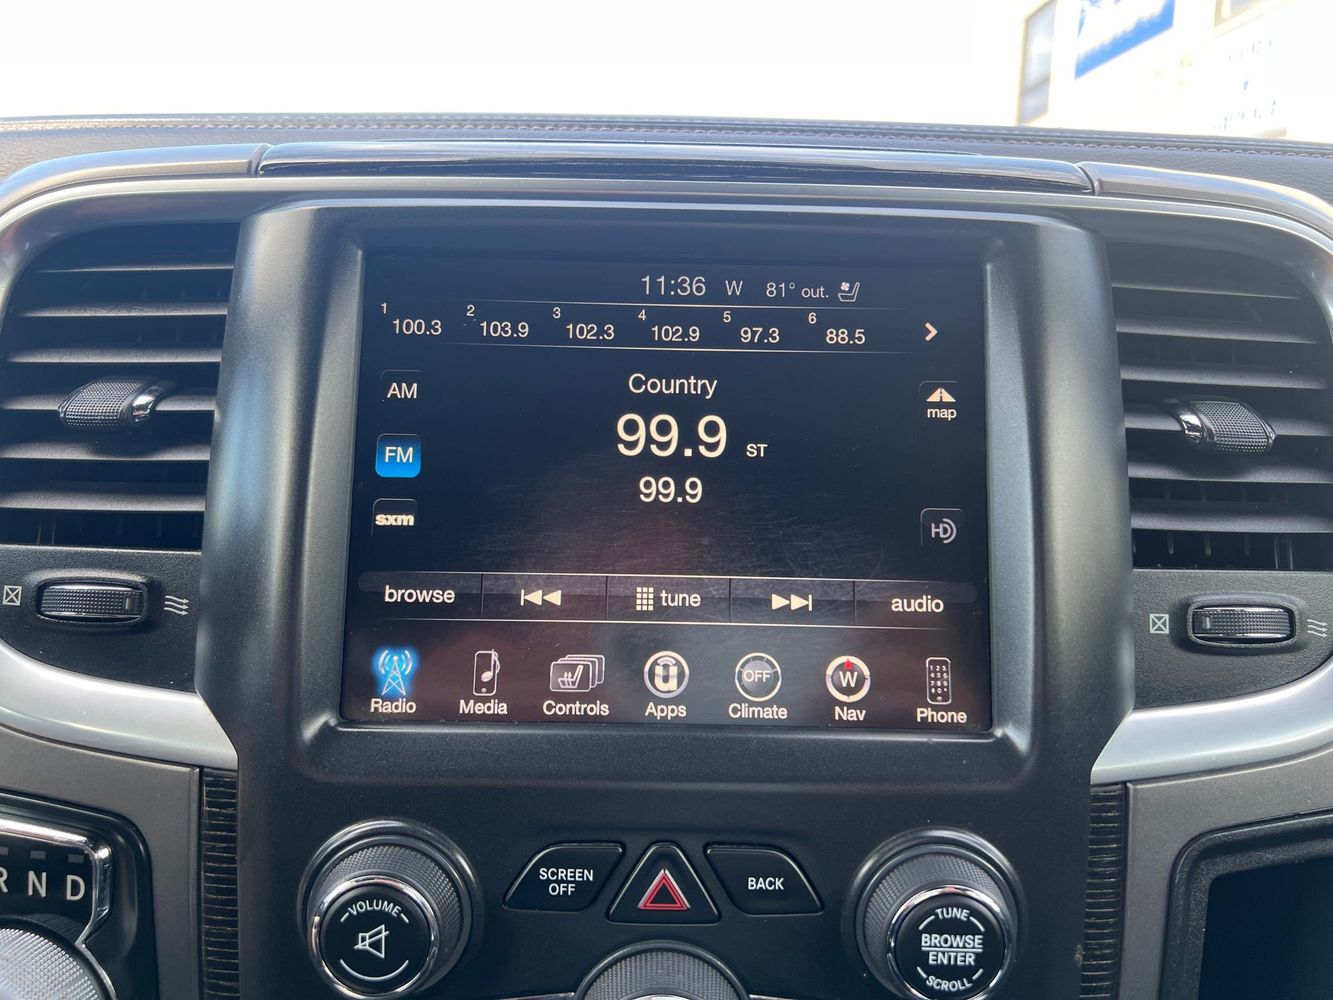 11:36 W 81° out.
1 100.3 2 103.9 3 102.3 4 102.9 5 97.3 6 88.5
AM
Country
map
99.9 ST
FM
99.9
sxm
HD
browse tune audio
OFF
W
Radio Media Controls Apps Climate Nav Phone
R N D
SCREEN
OFF
BACK
VOLUME
TUNE
BROWSE
ENTER
SCROLL